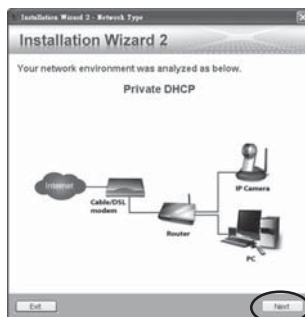 Installation Wizard 2 - Network Type
Installation Wizard 2
Your network environment was analyzed as below.
Private DHCP
Internet
Cable/DSL
modem
Router
IP Camera
PC
Exit
Next